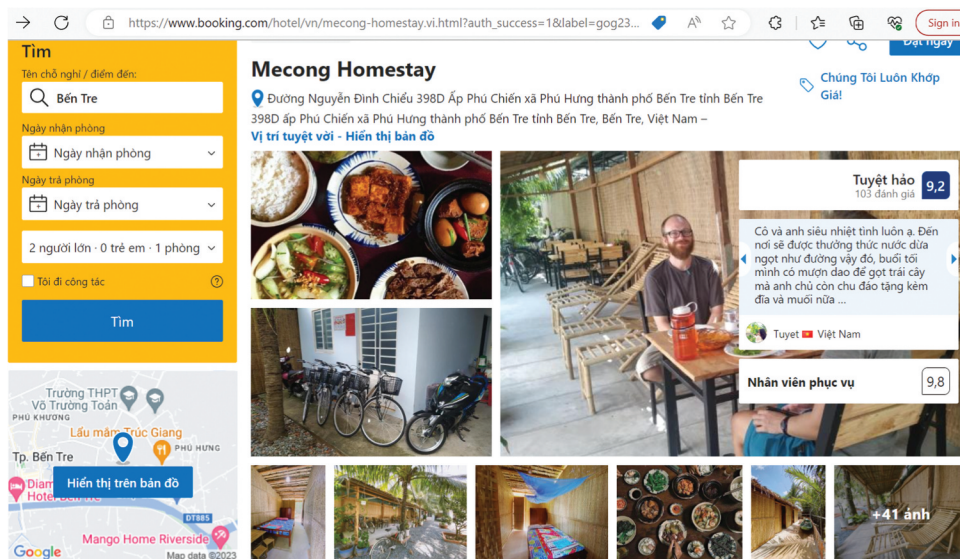 https://www.booking.com/hotel/vn/mecong-homestay.vi.html?auth_success=1&label=gog23...
Sign in
Tìm
Tên chỗ nghỉ / điểm đến:
Bến Tre
Ngày nhận phòng
Ngày nhận phòng
Ngày trả phòng
Ngày trả phòng
2 người lớn · 0 trẻ em · 1 phòng
Tôi đi công tác
Tìm
Trường THPT
Võ Trường Toản
PHÚ KHƯƠNG
Lẩu mắm Trúc Giang
PHÚ HƯNG
Tp. Bến Tre
Hiển thị trên bản đồ
Diam
Hotel
DT885
Mango Home Riverside
Google
Map data ©2023
Mecong Homestay
Đặt ngay
Đường Nguyễn Đình Chiểu 398D Ấp Phú Chiến xã Phú Hưng thành phố Bến Tre tỉnh Bến Tre
398D ấp Phú Chiến xã Phú Hưng thành phố Bến Tre tỉnh Bến Tre, Bến Tre, Việt Nam –
Vị trí tuyệt vời - Hiển thị bản đồ
Chúng Tôi Luôn Khớp
Giá!
Tuyệt hảo
103 đánh giá
9,2
Cô và anh siêu nhiệt tình luôn ạ. Đến
nơi sẽ được thưởng thức nước dừa
ngọt như đường vậy đó, buổi tối
mình có mượn dao để gọt trái cây
mà anh chủ còn chu đáo tặng kèm
đĩa và muối nữa ...
Tuyet Việt Nam
Nhân viên phục vụ
9,8
+41 ảnh